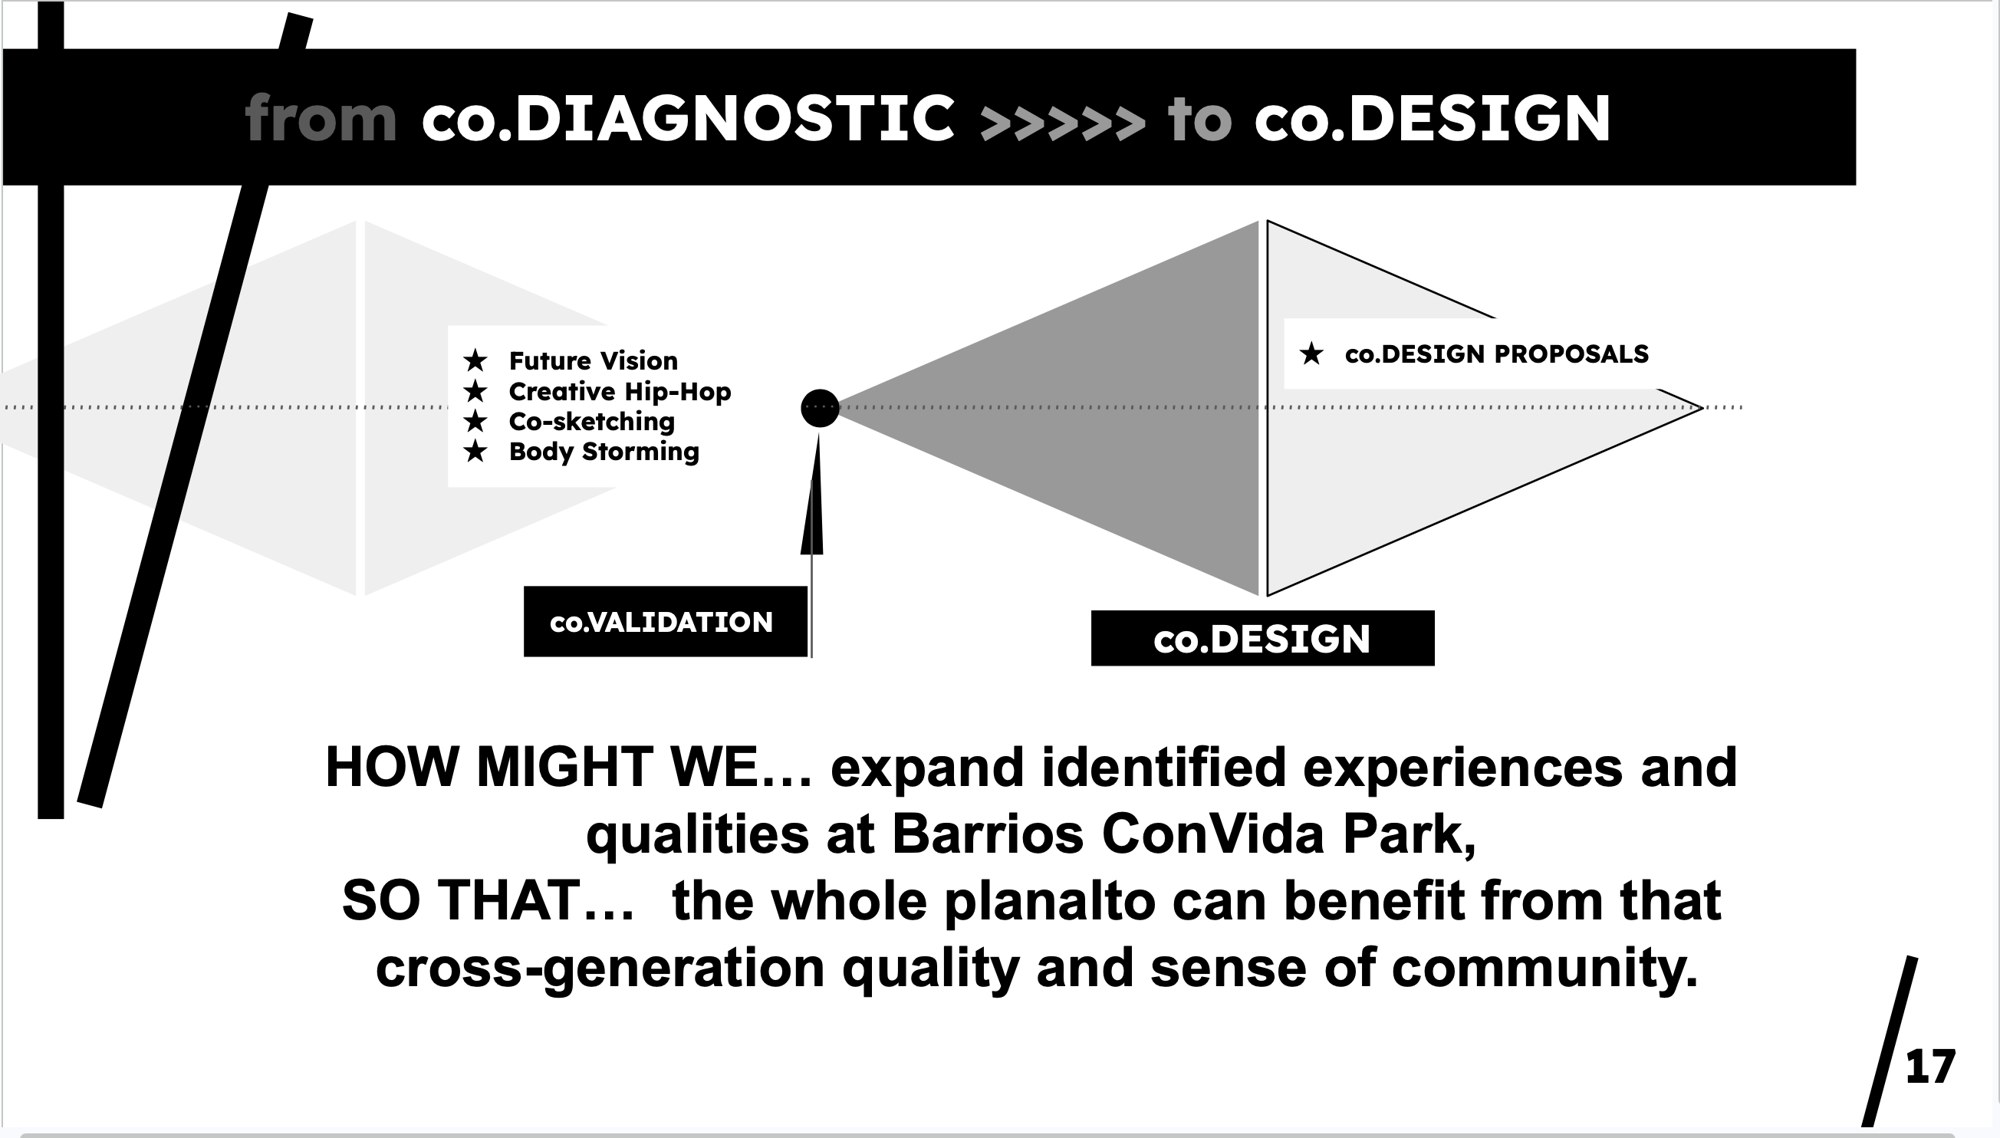 from co.DIAGNOSTIC >>>>> to co.DESIGN
★ Future Vision
★ Creative Hip-Hop
★ Co-sketching
★ Body Storming
★ co.DESIGN PROPOSALS
co.VALIDATION
co.DESIGN
HOW MIGHT WE... expand identified experiences and
qualities at Barrios ConVida Park,
SO THAT... the whole planalto can benefit from that
cross-generation quality and sense of community.
17